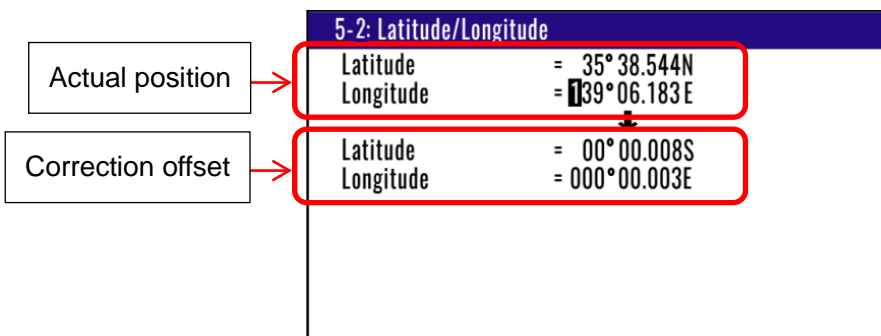 5-2: Latitude/Longitude
Actual position
Latitude = 35° 38.544N
Longitude = 139°06.183E
Correction offset
Latitude = 00°00.008S
Longitude = 000°00.003E